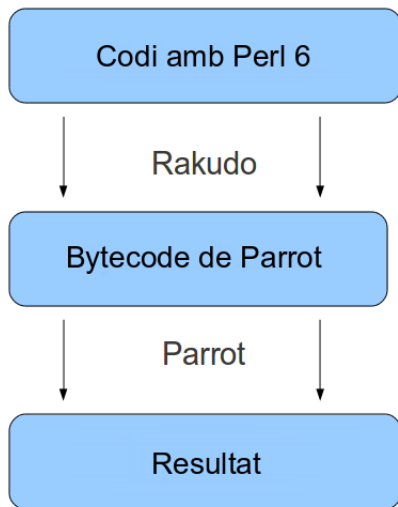 Codi amb Perl 6
Rakudo
Bytecode de Parrot
Parrot
Resultat